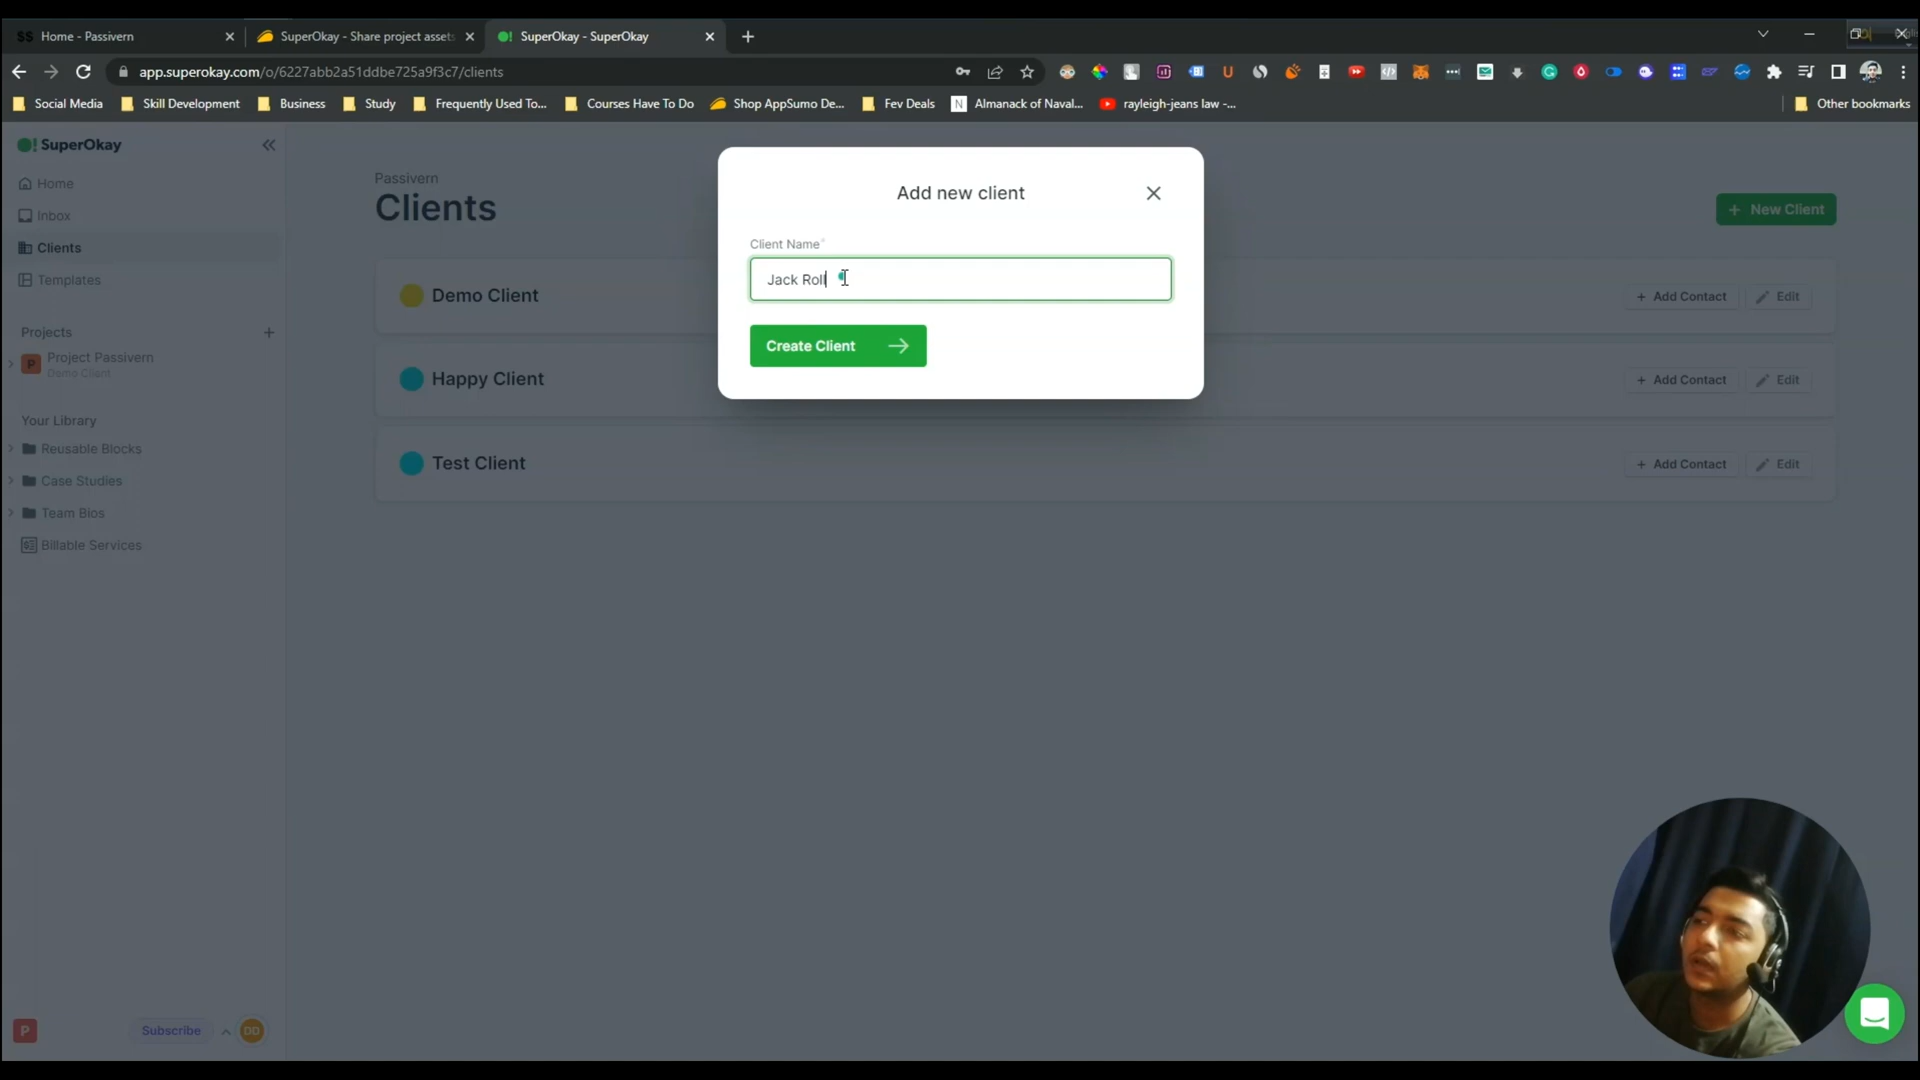 Home - Passivern
SuperOkay - Share project assets
SuperOkay - SuperOkay
app.superokay.com/o/6227abb2a51ddbe725a9f3c7/clients
Social Media
Skill Development
Business
Study
Frequently Used To...
Courses Have To Do
Shop AppSumo De...
Fev Deals
Almanack of Naval...
rayleigh-jeans law -...
Other bookmarks
SuperOkay
Home
Inbox
Clients
Templates
Projects
P
Project Passivern
Demo Client
Your Library
Reusable Blocks
Case Studies
Team Bios
Billable Services
P
Subscribe
DD
Passivern
Clients
+ New Client
Demo Client
+ Add Contact
Edit
Happy Client
+ Add Contact
Edit
Test Client
+ Add Contact
Edit
Add new client
Client Name*
Jack Roll
Create Client